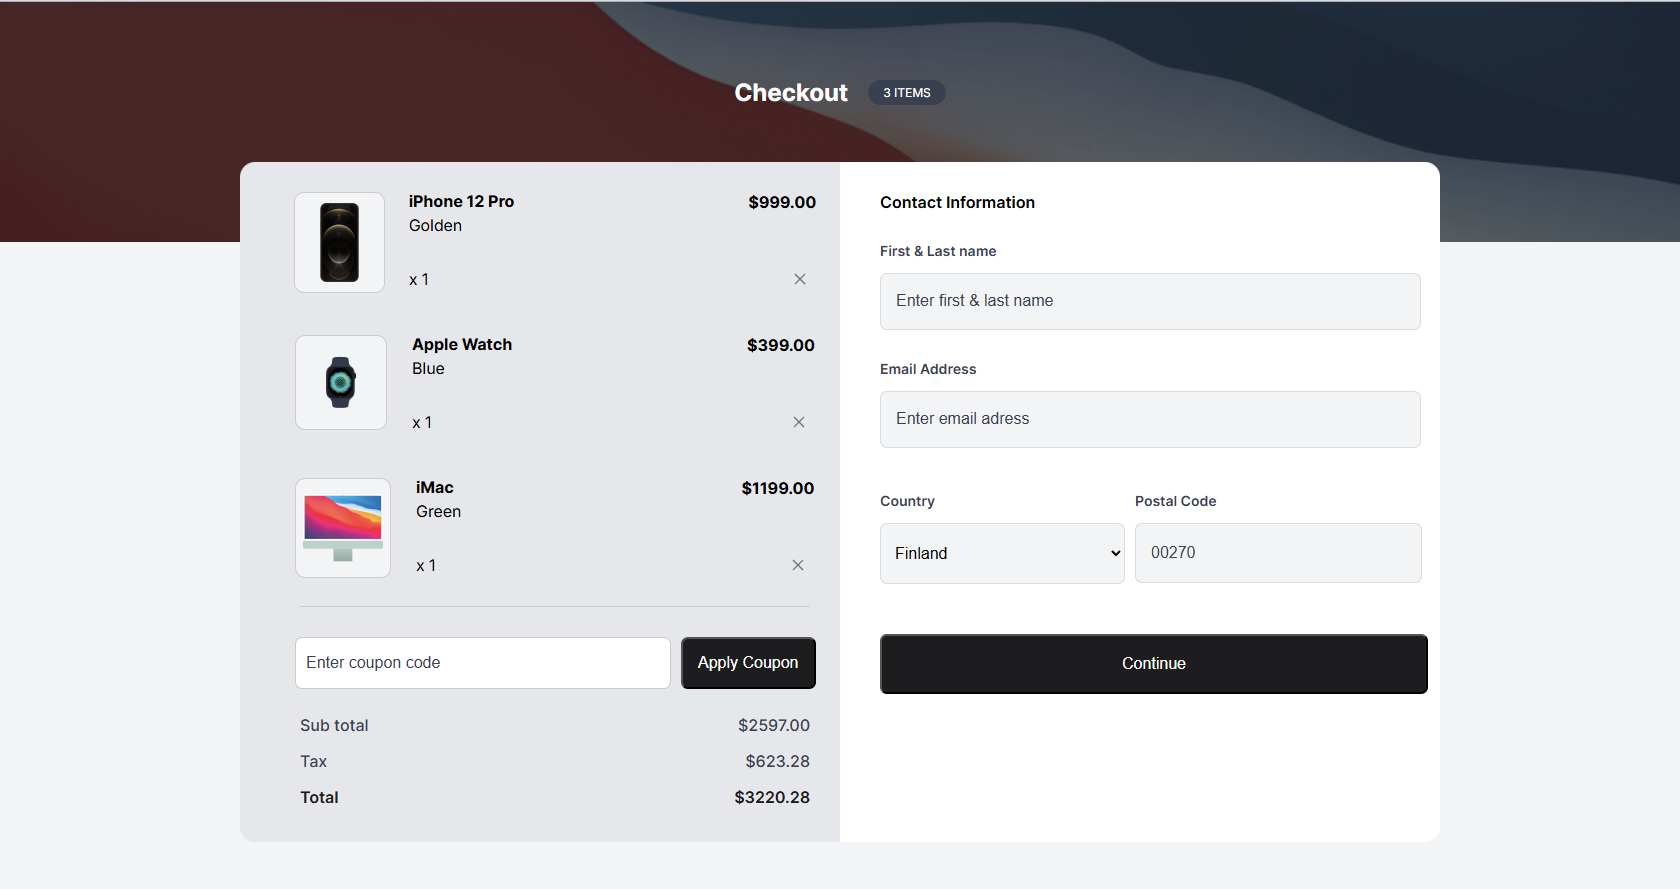 Checkout 3 ITEMS
iPhone 12 Pro $999.00
Golden
x 1
Apple Watch $399.00
Blue
x 1
iMac $1199.00
Green
x 1
Enter coupon code Apply Coupon
Sub total $2597.00
Tax $623.28
Total $3220.28
Contact Information
First & Last name
Enter first & last name
Email Address
Enter email adress
Country Postal Code
Finland 00270
Continue